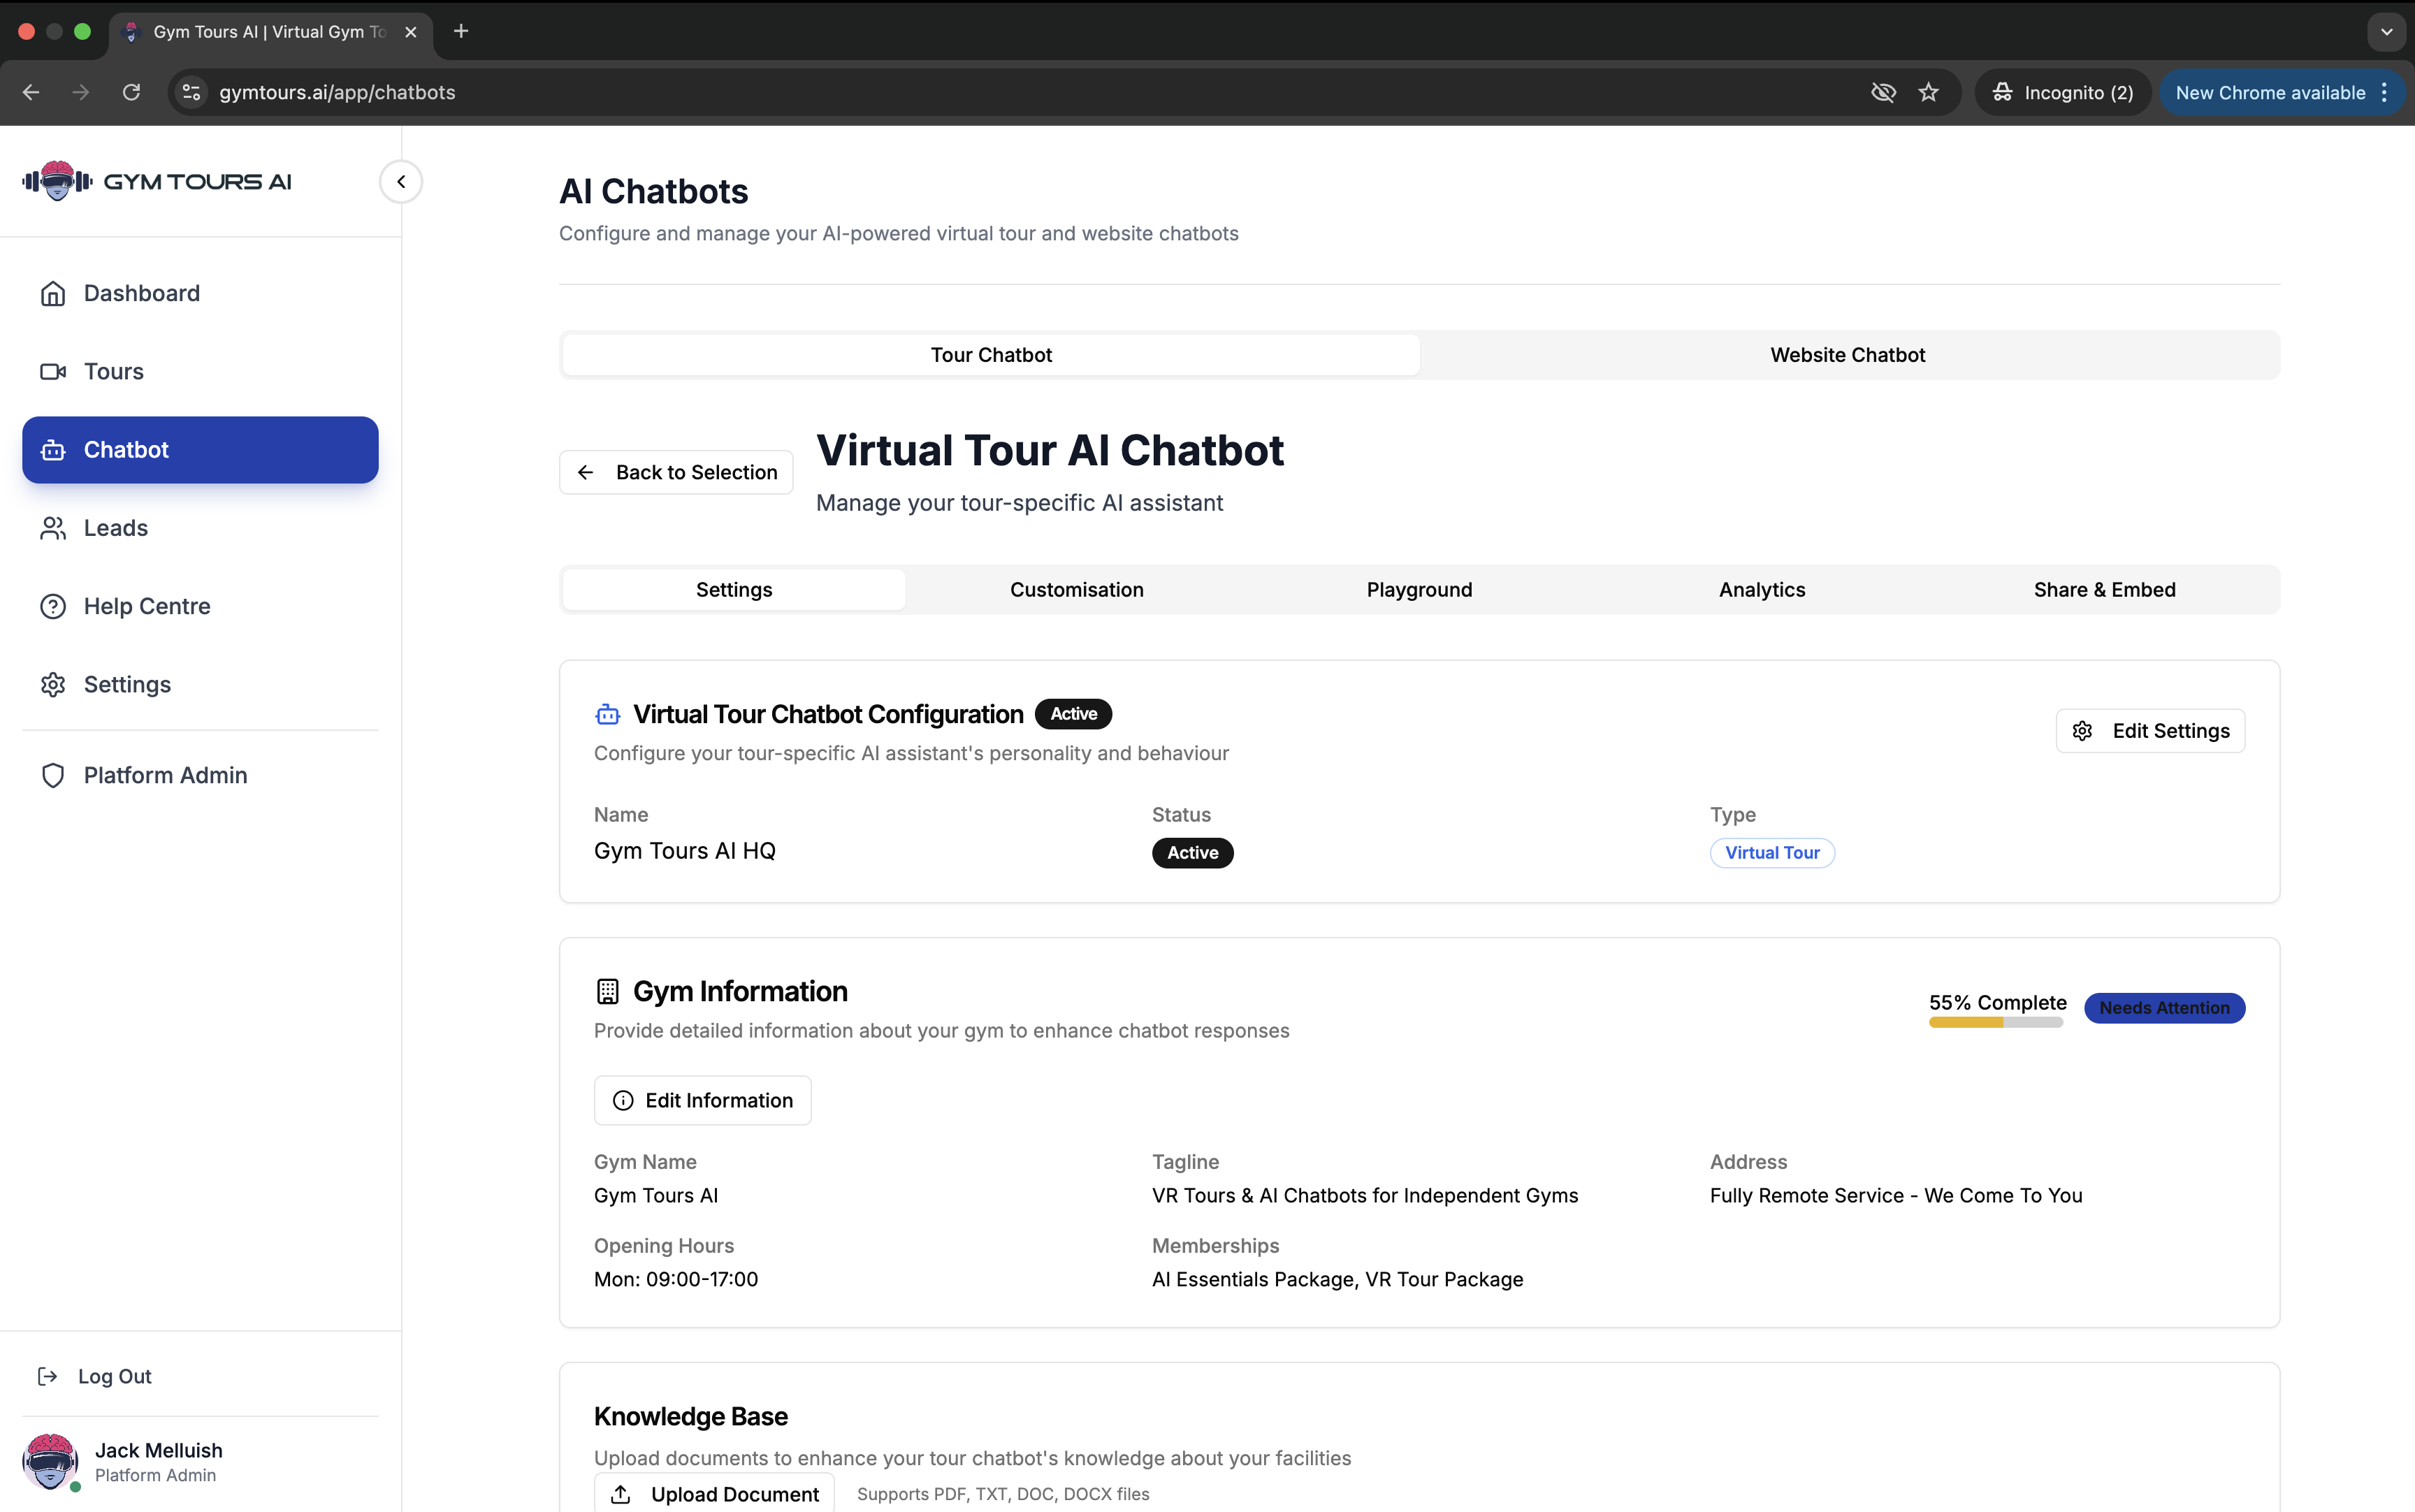 Gym Tours AI | Virtual Gym To
gymtours.ai/app/chatbots
Incognito (2)
New Chrome available
GYM TOURS AI
Dashboard
Tours
Chatbot
Leads
Help Centre
Settings
Platform Admin
Log Out
Jack Melluish
Platform Admin
AI Chatbots
Configure and manage your AI-powered virtual tour and website chatbots
Tour Chatbot
Website Chatbot
Back to Selection
Virtual Tour AI Chatbot
Manage your tour-specific AI assistant
Settings
Customisation
Playground
Analytics
Share & Embed
Virtual Tour Chatbot Configuration
Active
Configure your tour-specific AI assistant's personality and behaviour
Edit Settings
Name
Gym Tours AI HQ
Status
Active
Type
Virtual Tour
Gym Information
Provide detailed information about your gym to enhance chatbot responses
55% Complete
Needs Attention
Edit Information
Gym Name
Gym Tours AI
Tagline
VR Tours & AI Chatbots for Independent Gyms
Address
Fully Remote Service - We Come To You
Opening Hours
Mon: 09:00-17:00
Memberships
AI Essentials Package, VR Tour Package
Knowledge Base
Upload documents to enhance your tour chatbot's knowledge about your facilities
Upload Document
Supports PDF, TXT, DOC, DOCX files